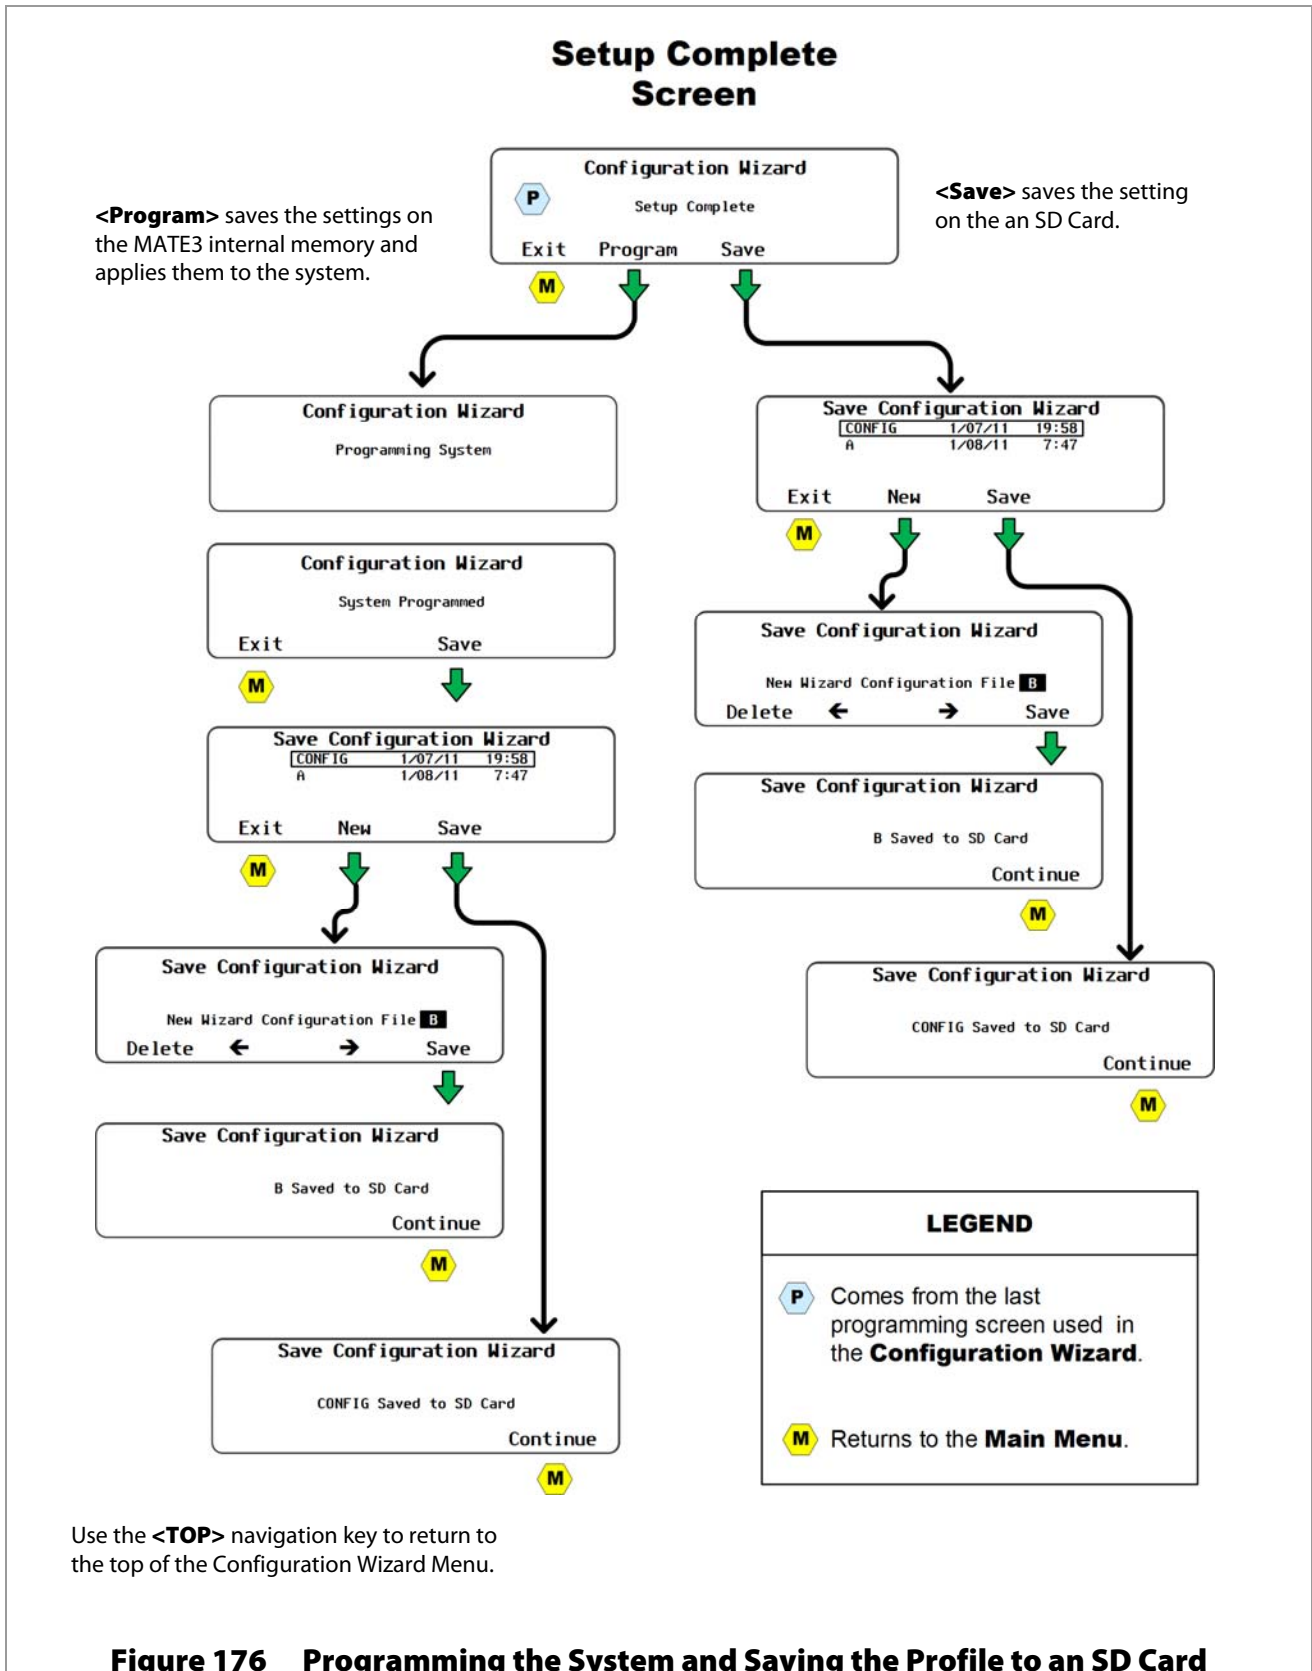 Setup Complete
Screen
Configuration Wizard
P
Setup Complete
Exit Program Save
M
<Program> saves the settings on
the MATE3 internal memory and
applies them to the system.
<Save> saves the setting
on the an SD Card.
Configuration Wizard
Programming System
Configuration Wizard
System Programmed
Exit Save
M
Save Configuration Wizard
CONFIG 1/07/11 19:58
A 1/08/11 7:47
Exit New Save
M
Save Configuration Wizard
New Wizard Configuration File B
Delete ← → Save
Save Configuration Wizard
B Saved to SD Card
Continue
M
Save Configuration Wizard
CONFIG Saved to SD Card
Continue
M
Save Configuration Wizard
CONFIG 1/07/11 19:58
A 1/08/11 7:47
Exit New Save
M
Save Configuration Wizard
New Wizard Configuration File B
Delete ← → Save
Save Configuration Wizard
B Saved to SD Card
Continue
M
Save Configuration Wizard
CONFIG Saved to SD Card
Continue
M
LEGEND
P Comes from the last
programming screen used in
the Configuration Wizard.
M Returns to the Main Menu.
Use the <TOP> navigation key to return to
the top of the Configuration Wizard Menu.
Figure 176 Programming the System and Saving the Profile to an SD Card